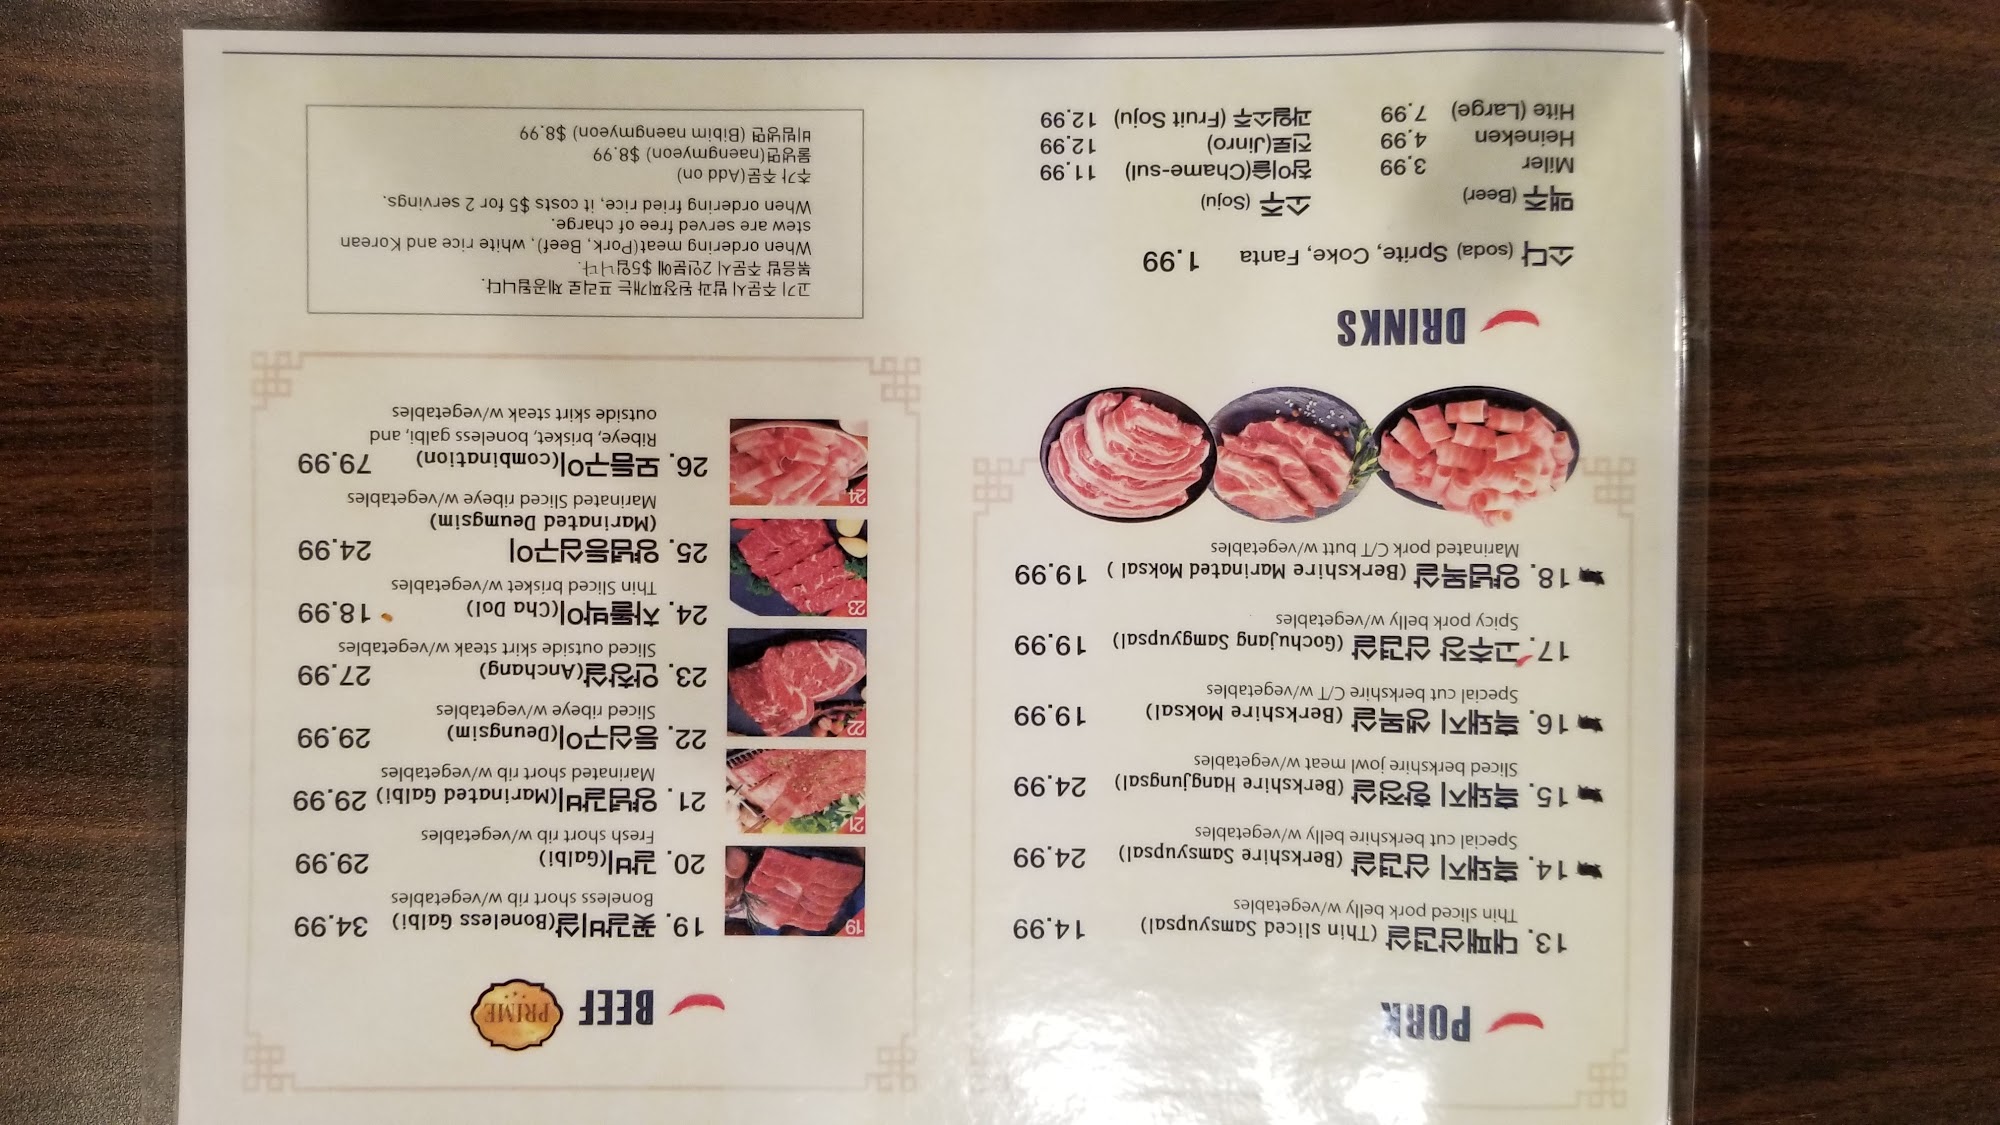 PORK
13. 대패삼겹살 (Thin sliced Samsyupsal) 14.99
Thin sliced pork belly w/vegetables
14. 흑돼지 삼겹살 (Berkshire Samsyupsal) 24.99
Special cut berkshire belly w/vegetables
15. 흑돼지 항정살 (Berkshire Hangjungsal) 24.99
Sliced berkshire jowl meat w/vegetables
16. 흑돼지 생목살 (Berkshire Moksal) 19.99
Special cut berkshire C/T w/vegetables
17. 고추장 삼겹살 (Gochujang Samgyupsal) 19.99
Spicy pork belly w/vegetables
18. 양념목살 (Berkshire Marinated Moksal ) 19.99
Marinated pork C/T butt w/vegetables
DRINKS
소다 (soda) Sprite, Coke, Fanta 1.99
맥주 (Beer)
Miler 3.99
Heineken 4.99
Hite (Large) 7.99
소주 (Soju)
참이슬(Chame-sul) 11.99
진로(Jinro) 12.99
과일소주 (Fruit Soju) 12.99
BEEF
PRIME
19. 꽃갈비살(Boneless Galbi) 34.99
Boneless short rib w/vegetables
20. 갈비(Galbi) 29.99
Fresh short rib w/vegetables
21. 양념갈비(Marinated Galbi) 29.99
Marinated short rib w/vegetables
22. 등심구이(Deungsim) 29.99
Sliced ribeye w/vegetables
23. 안창살(Anchang) 27.99
Sliced outside skirt steak w/vegetables
24. 차돌박이(Cha Dol) 18.99
Thin Sliced brisket w/vegetables
25. 양념등심구이 24.99
(Marinated Deumgsim)
Marinated Sliced ribeye w/vegetables
26. 모듬구이(combination) 79.99
Ribeye, brisket, boneless galbi, and
outside skirt steak w/vegetables
19
21
22
23
24
고기 주문시 밥과 된장찌개는 프리로 제공됩니다.
볶음밥 주문시 2인분에 $5입니다.
When ordering meat(Pork, Beef), white rice and Korean
stew are served free of charge.
When ordering fried rice, it costs $5 for 2 servings.
추가 주문(Add on)
물냉면(naengmyeon) $8.99
비빔냉면 (Bibim naengmyeon) $8.99